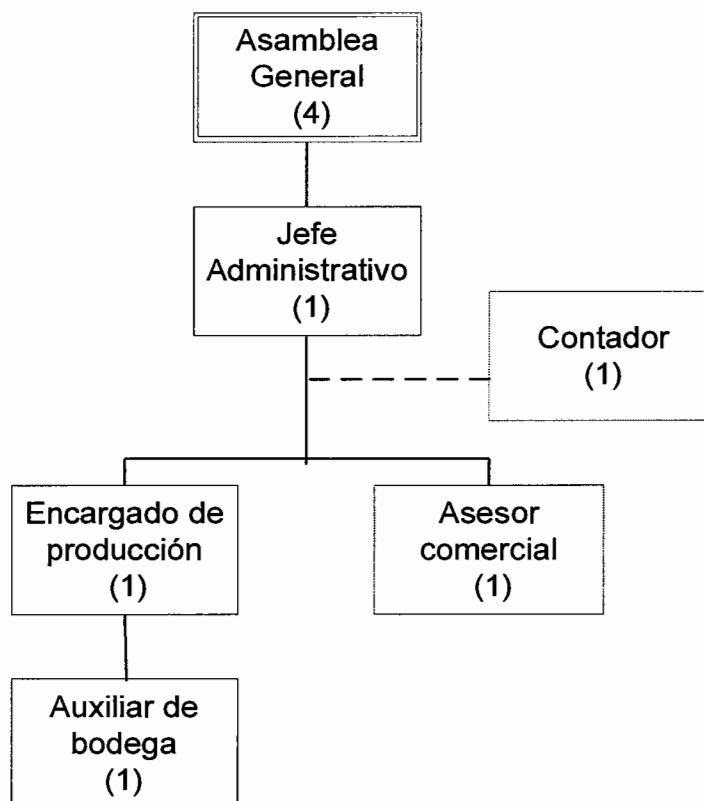 Asamblea
General
(4)
Jefe
Administrativo
(1)
Contador
(1)
Encargado de
producción
(1)
Asesor
comercial
(1)
Auxiliar de
bodega
(1)